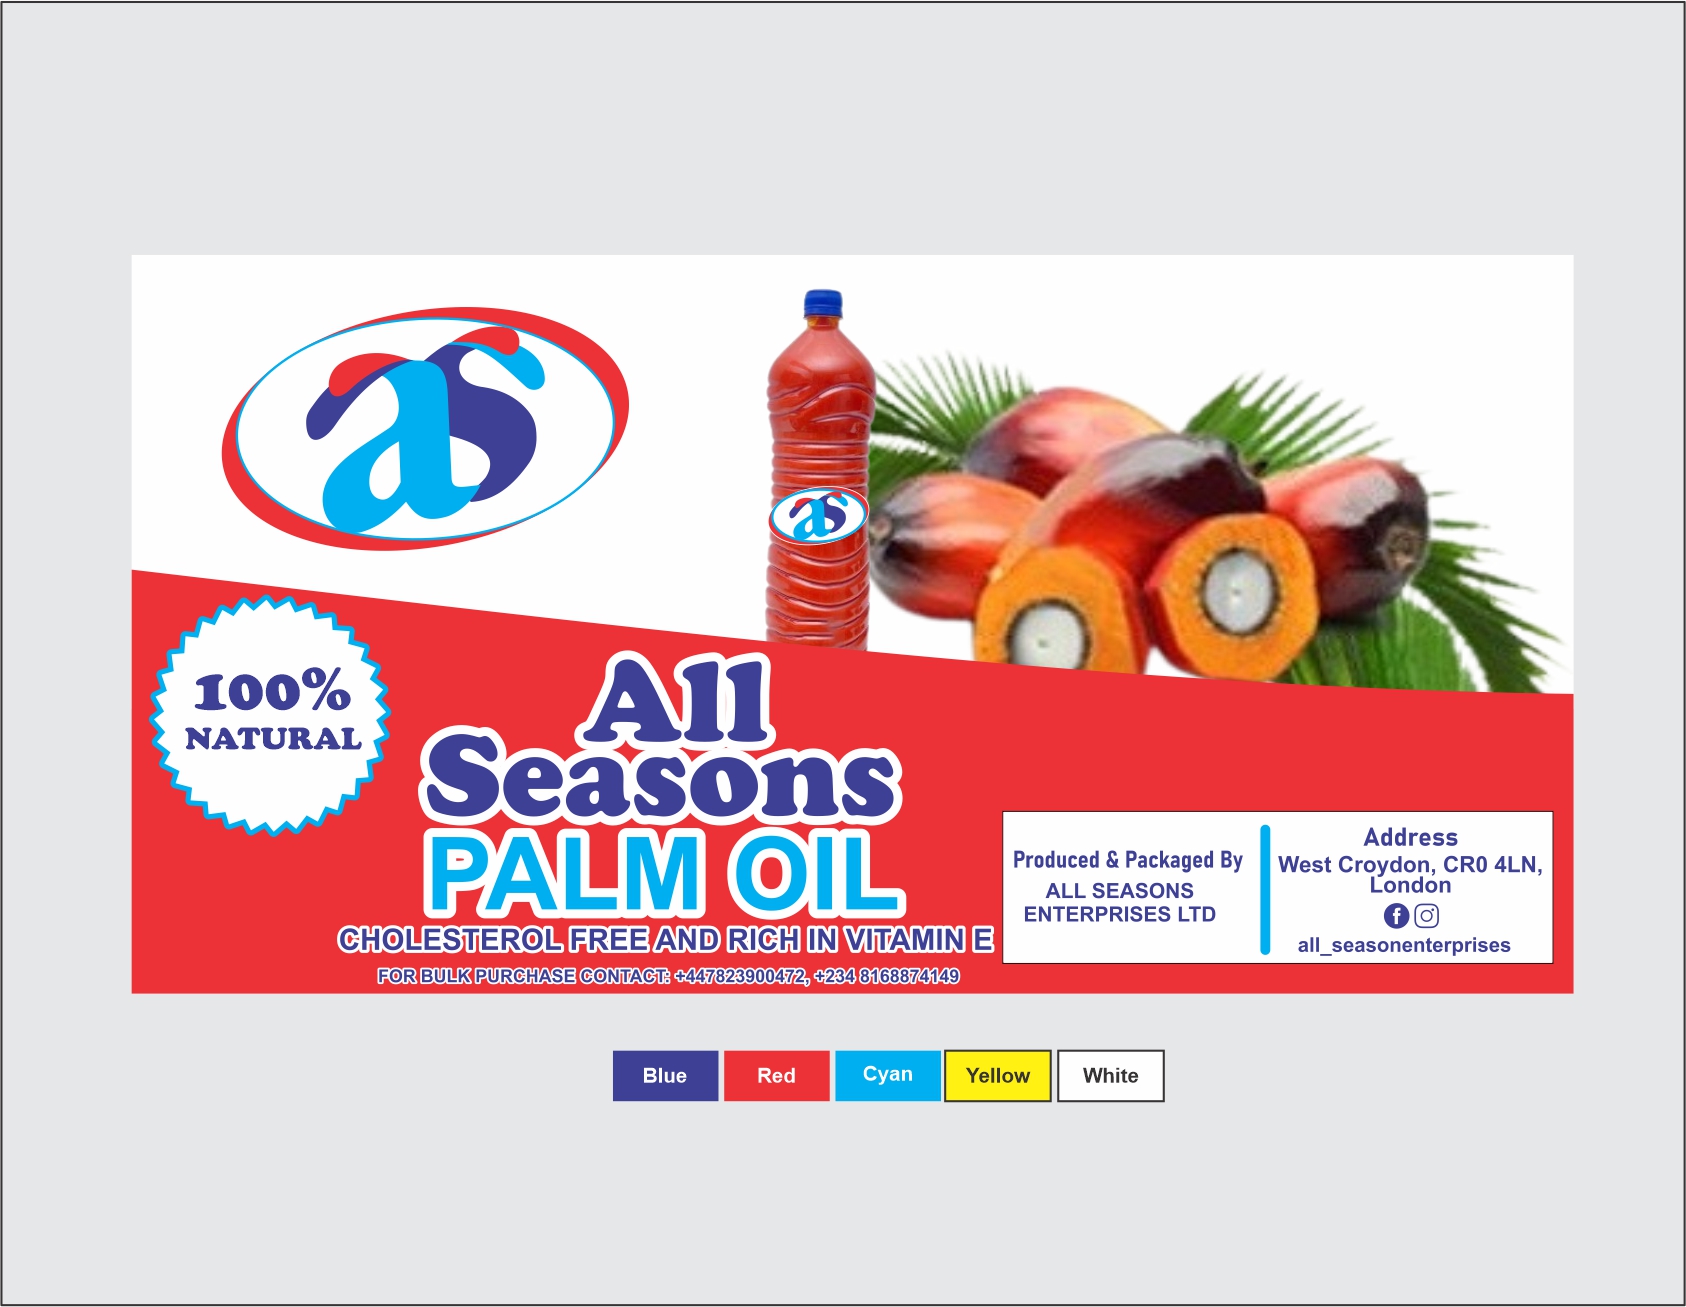 as
as
100%
NATURAL
All
Seasons
PALM OIL
CHOLESTEROL FREE AND RICH IN VITAMIN E
FOR BULK PURCHASE CONTACT: +447823900472, +234 8168874149
Produced & Packaged By
ALL SEASONS
ENTERPRISES LTD
Address
West Croydon, CR0 4LN,
London
all_seasonenterprises
Blue
Red
Cyan
Yellow
White